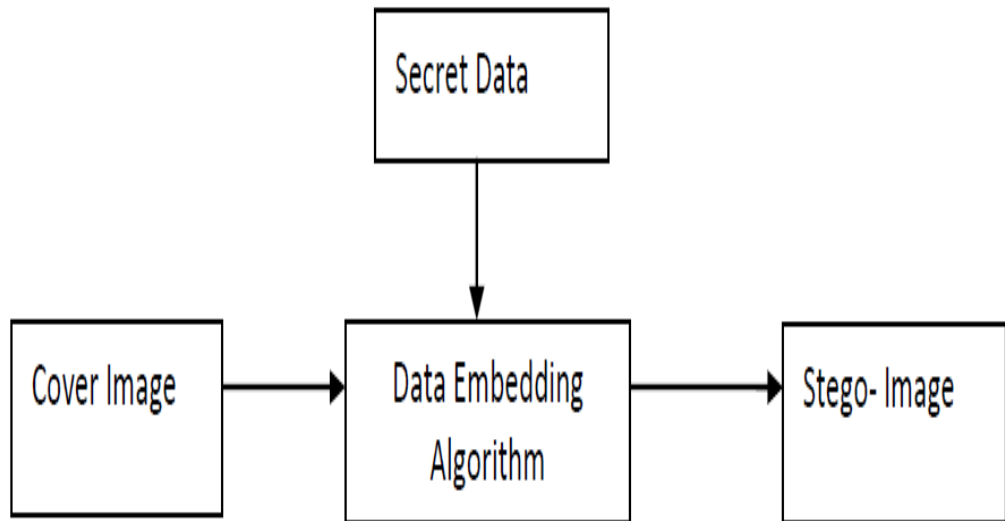 Secret Data
Cover Image
Data Embedding
Algorithm
Stego- Image